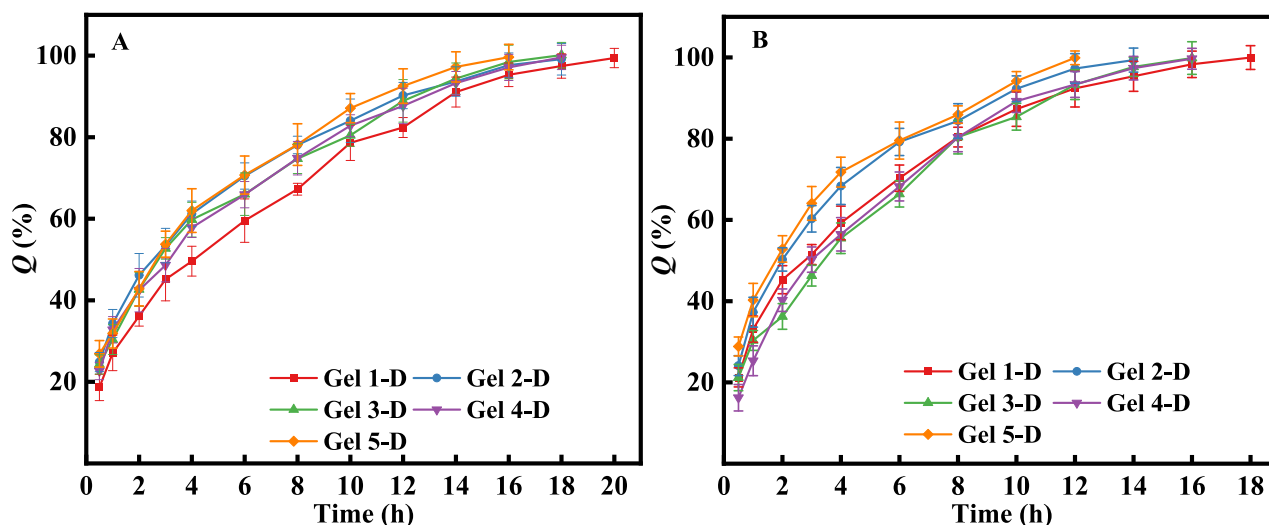 A
Q (%)
100
80
60
40
20
Gel 1-D
Gel 2-D
Gel 3-D
Gel 4-D
Gel 5-D
0 2 4 6 8 10 12 14 16 18 20
Time (h)
B
Q (%)
100
80
60
40
20
Gel 1-D
Gel 2-D
Gel 3-D
Gel 4-D
Gel 5-D
0 2 4 6 8 10 12 14 16 18
Time (h)